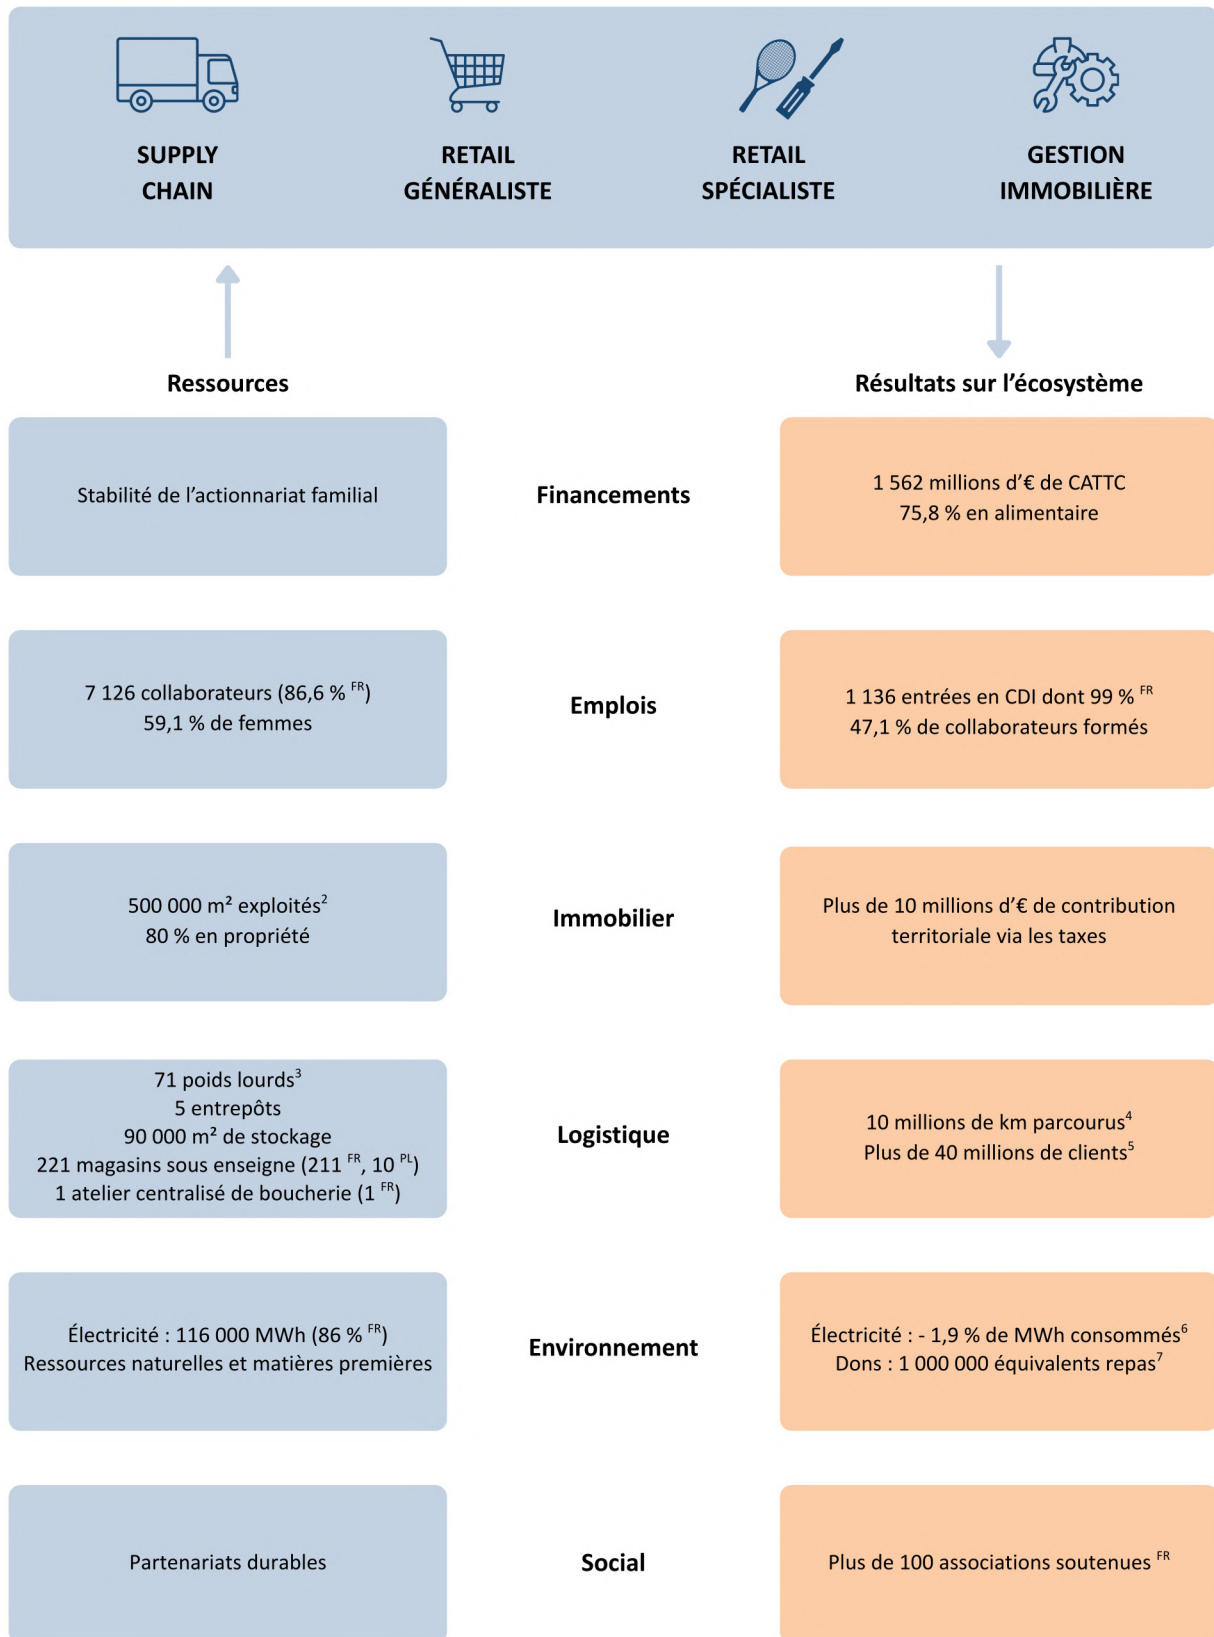 SUPPLY
CHAIN
RETAIL
GÉNÉRALISTE
RETAIL
SPÉCIALISTE
GESTION
IMMOBILIÈRE
Ressources
Résultats sur l’écosystème
Stabilité de l’actionnariat familial
Financements
1 562 millions d’€ de CATTC
75,8 % en alimentaire
7 126 collaborateurs (86,6 % FR)
59,1 % de femmes
Emplois
1 136 entrées en CDI dont 99 % FR
47,1 % de collaborateurs formés
500 000 m² exploités²
80 % en propriété
Immobilier
Plus de 10 millions d’€ de contribution
territoriale via les taxes
71 poids lourds³
5 entrepôts
90 000 m² de stockage
221 magasins sous enseigne (211 FR, 10 PL)
1 atelier centralisé de boucherie (1 FR)
Logistique
10 millions de km parcourus⁴
Plus de 40 millions de clients⁵
Électricité : 116 000 MWh (86 % FR)
Ressources naturelles et matières premières
Environnement
Électricité : - 1,9 % de MWh consommés⁶
Dons : 1 000 000 équivalents repas⁷
Partenariats durables
Social
Plus de 100 associations soutenues FR